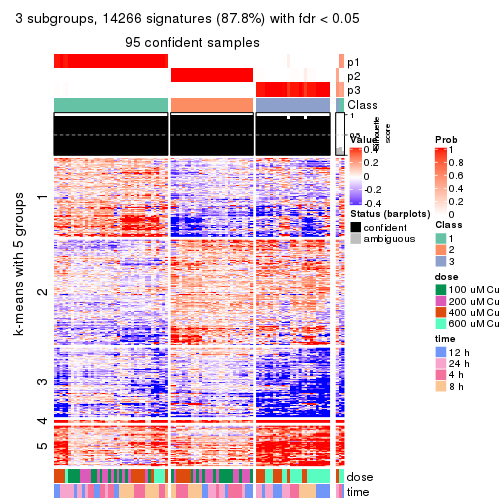 3 subgroups, 14266 signatures (87.8%) with fdr < 0.05
95 confident samples
p1
p2
p3
Class
1
0.5
Silhouette
score
k-means with 5 groups
1
2
3
4
5
dose
time
Value
0.4
0.2
0
-0.2
-0.4
Status (barplots)
confident
ambiguous
Prob
1
0.8
0.6
0.4
0.2
0
Class
1
2
3
dose
100 uM Cu
200 uM Cu
400 uM Cu
600 uM Cu
time
12 h
24 h
4 h
8 h